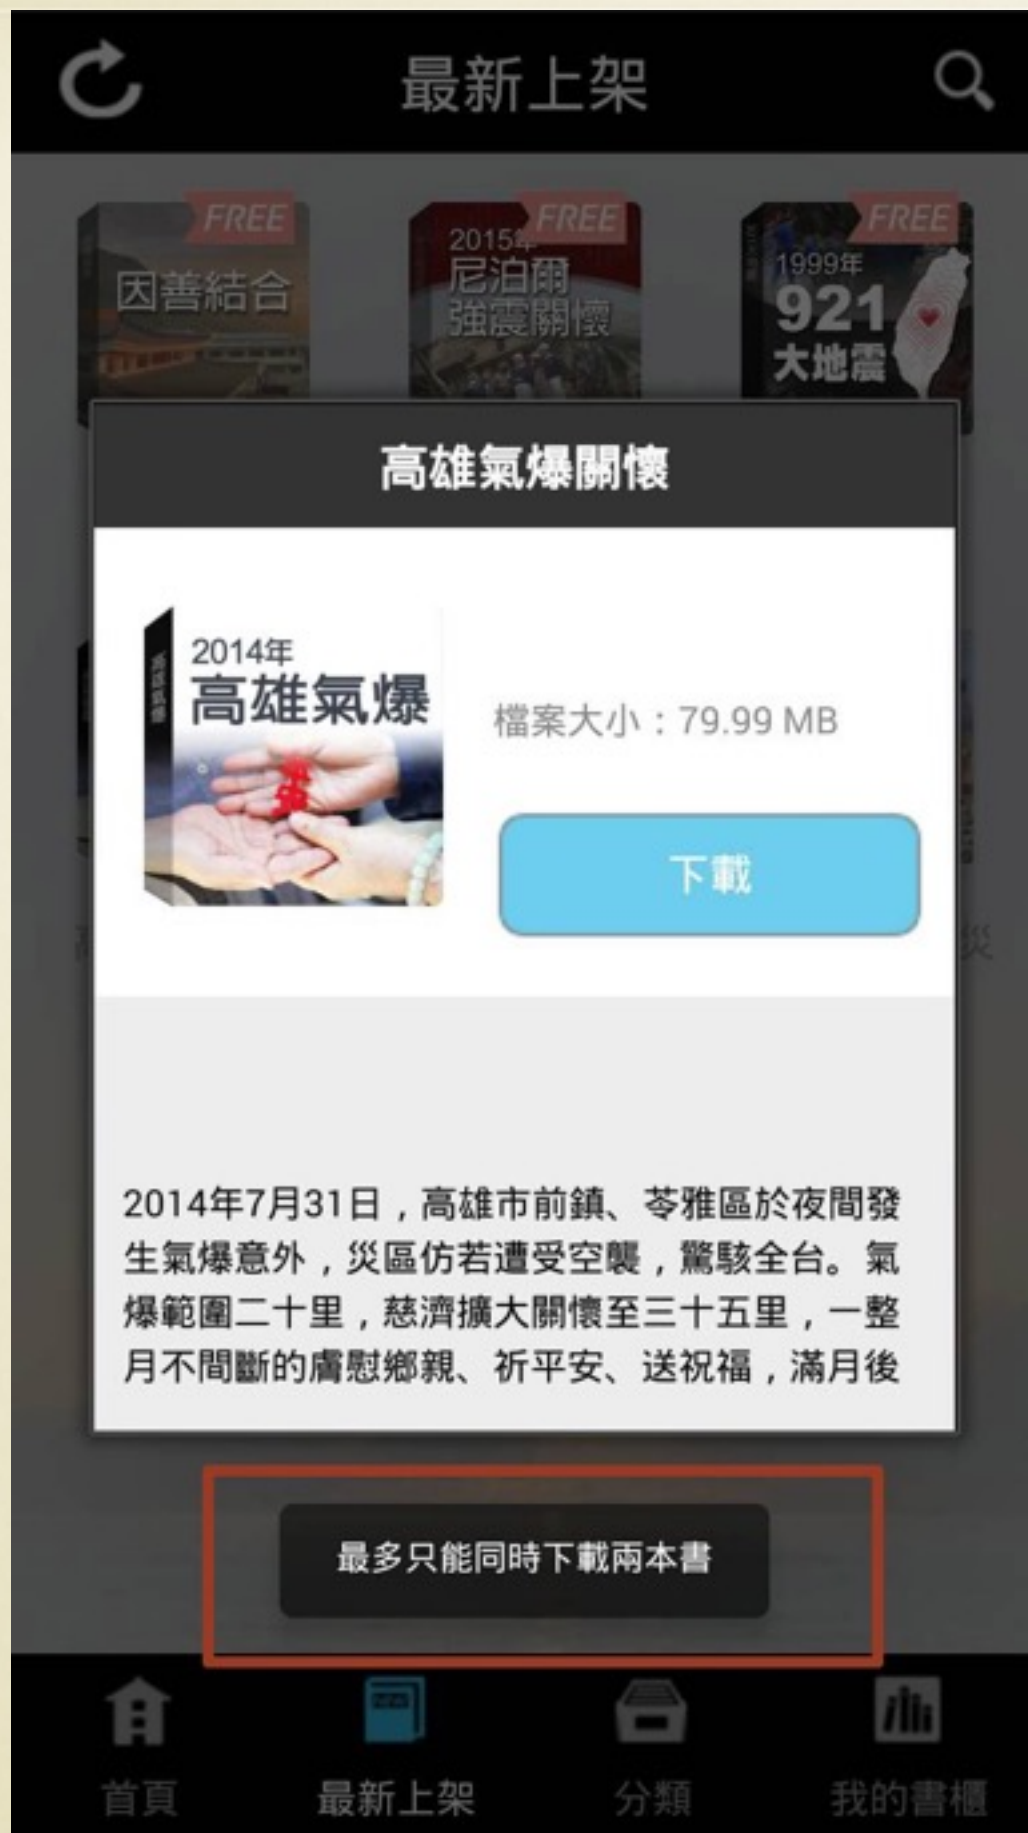 最新上架
FREE
因善結合
FREE
2015年
尼泊爾
強震關懷
FREE
1999年
921
大地震
高雄氣爆關懷
2014年
高雄氣爆
高雄氣爆
檔案大小：79.99 MB
下載
災
2014年7月31日，高雄市前鎮、苓雅區於夜間發
生氣爆意外，災區仿若遭受空襲，驚駭全台。氣
爆範圍二十里，慈濟擴大關懷至三十五里，一整
月不間斷的膚慰鄉親、祈平安、送祝福，滿月後
最多只能同時下載兩本書
NEW
首頁
最新上架
分類
我的書櫃